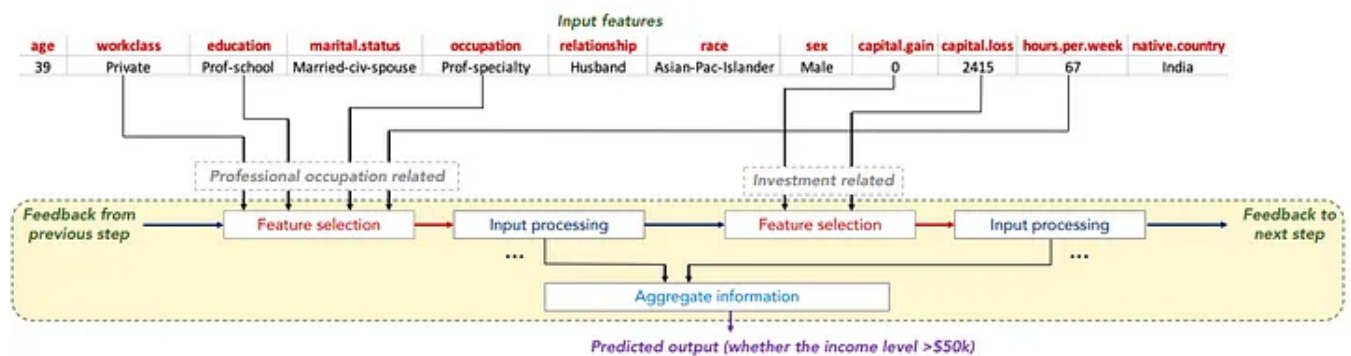 Input features
age workclass education marital.status occupation relationship race sex capital.gain capital.loss hours.per.week native.country
39 Private Prof-school Married-civ-spouse Prof-specialty Husband Asian-Pac-Islander Male 0 2415 67 India
Professional occupation related
Investment related
Feedback from
previous step
Feature selection
Input processing
Feature selection
Input processing
Feedback to
next step
...
...
Aggregate information
Predicted output (whether the income level >$50k)